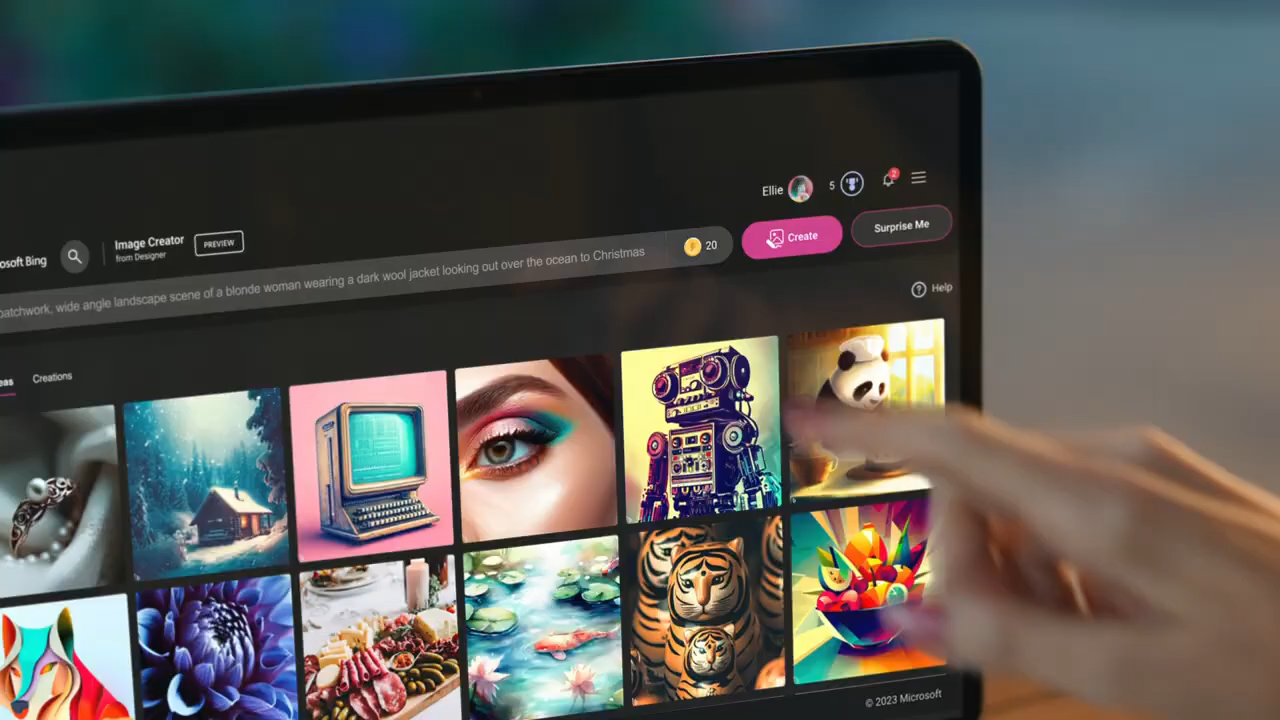 Ellie
5
2
osoft Bing
Image Creator
from Designer
PREVIEW
patchwork, wide angle landscape scene of a blonde woman wearing a dark wool jacket looking out over the ocean to Christmas
20
Create
Surprise Me
Help
eas
Creations
© 2023 Microsoft